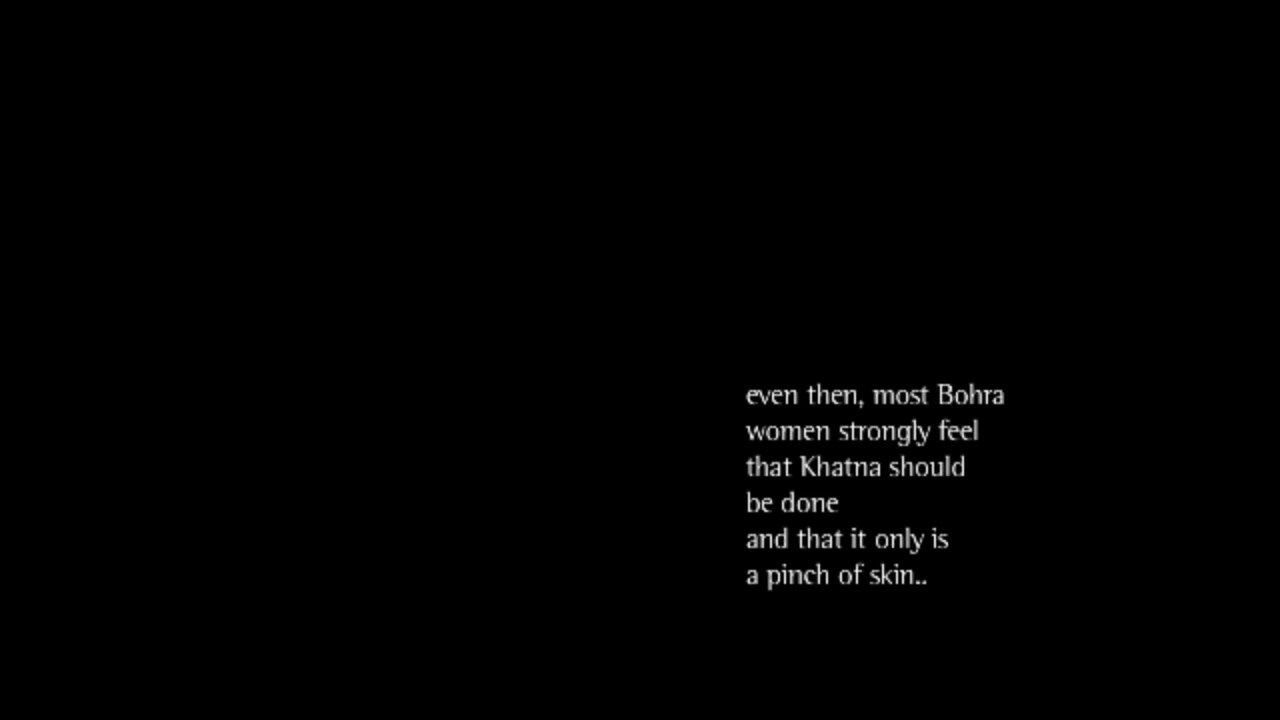 even then, most Bohra
women strongly feel
that Khatna should
be done
and that it only is
a pinch of skin..